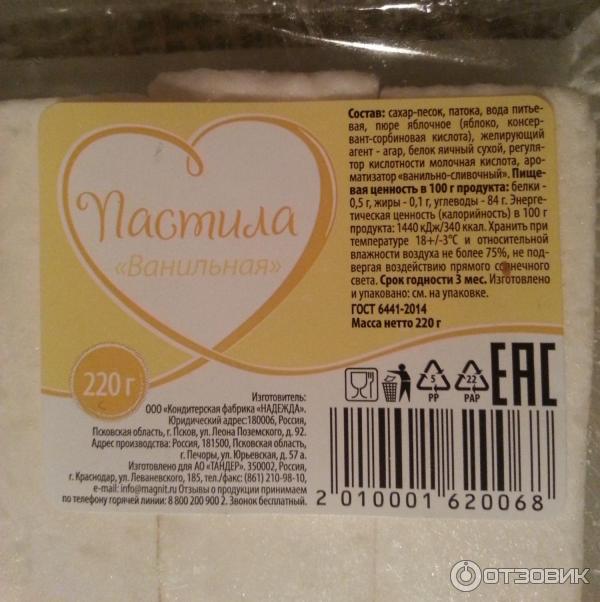 Пастила
«Ванильная»
220 г
Состав: сахар-песок, патока, вода питье-
вая, пюре яблочное (яблоко, консер-
вант-сорбиновая кислота), желирующий
агент - агар, белок яичный сухой, регуля-
тор кислотности молочная кислота, аро-
матизатор «ванильно-сливочный». Пище-
вая ценность в 100 г продукта: белки -
0,5 г, жиры - 0,1 г, углеводы - 84 г. Энерге-
тическая ценность (калорийность) в 100 г
продукта: 1440 кДж/340 ккал. Хранить при
температуре 18+/-3°С и относительной
влажности воздуха не более 75%, не под-
вергая воздействию прямого солнечного
света. Срок годности 3 мес. Изготовлено
и упаковано: см. на упаковке.
ГОСТ 6441-2014
Масса нетто 220 г
5
PP
22
PAP
EAC
Изготовитель:
ООО «Кондитерская фабрика «НАДЕЖДА».
Юридический адрес:180006, Россия,
Псковская область, г. Псков, ул. Леона Поземского, д. 92.
Адрес производства: Россия, 181500, Псковская область,
г. Печоры, ул. Юрьевская, д. 57 а.
Изготовлено для АО «ТАНДЕР». 350002, Россия,
г. Краснодар, ул. Леваневского, 185, тел./факс: (861) 210-98-10,
e-mail: info@magnit.ru Отзывы о продукции принимаем
по телефону горячей линии: 8 800 200 900 2. Звонок бесплатный.
2 010001 620068
ОТЗОВИК